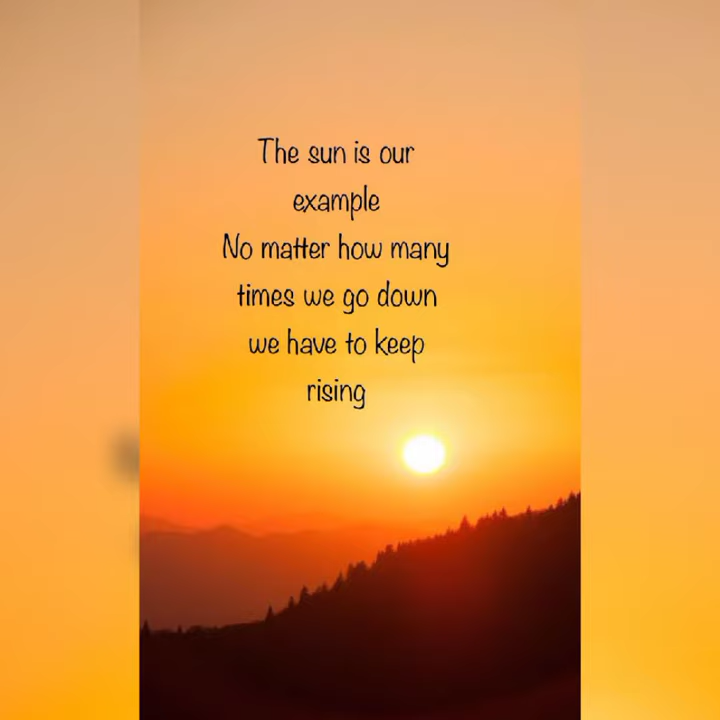 The sun is our
example
No matter how many
times we go down
we have to keep
rising